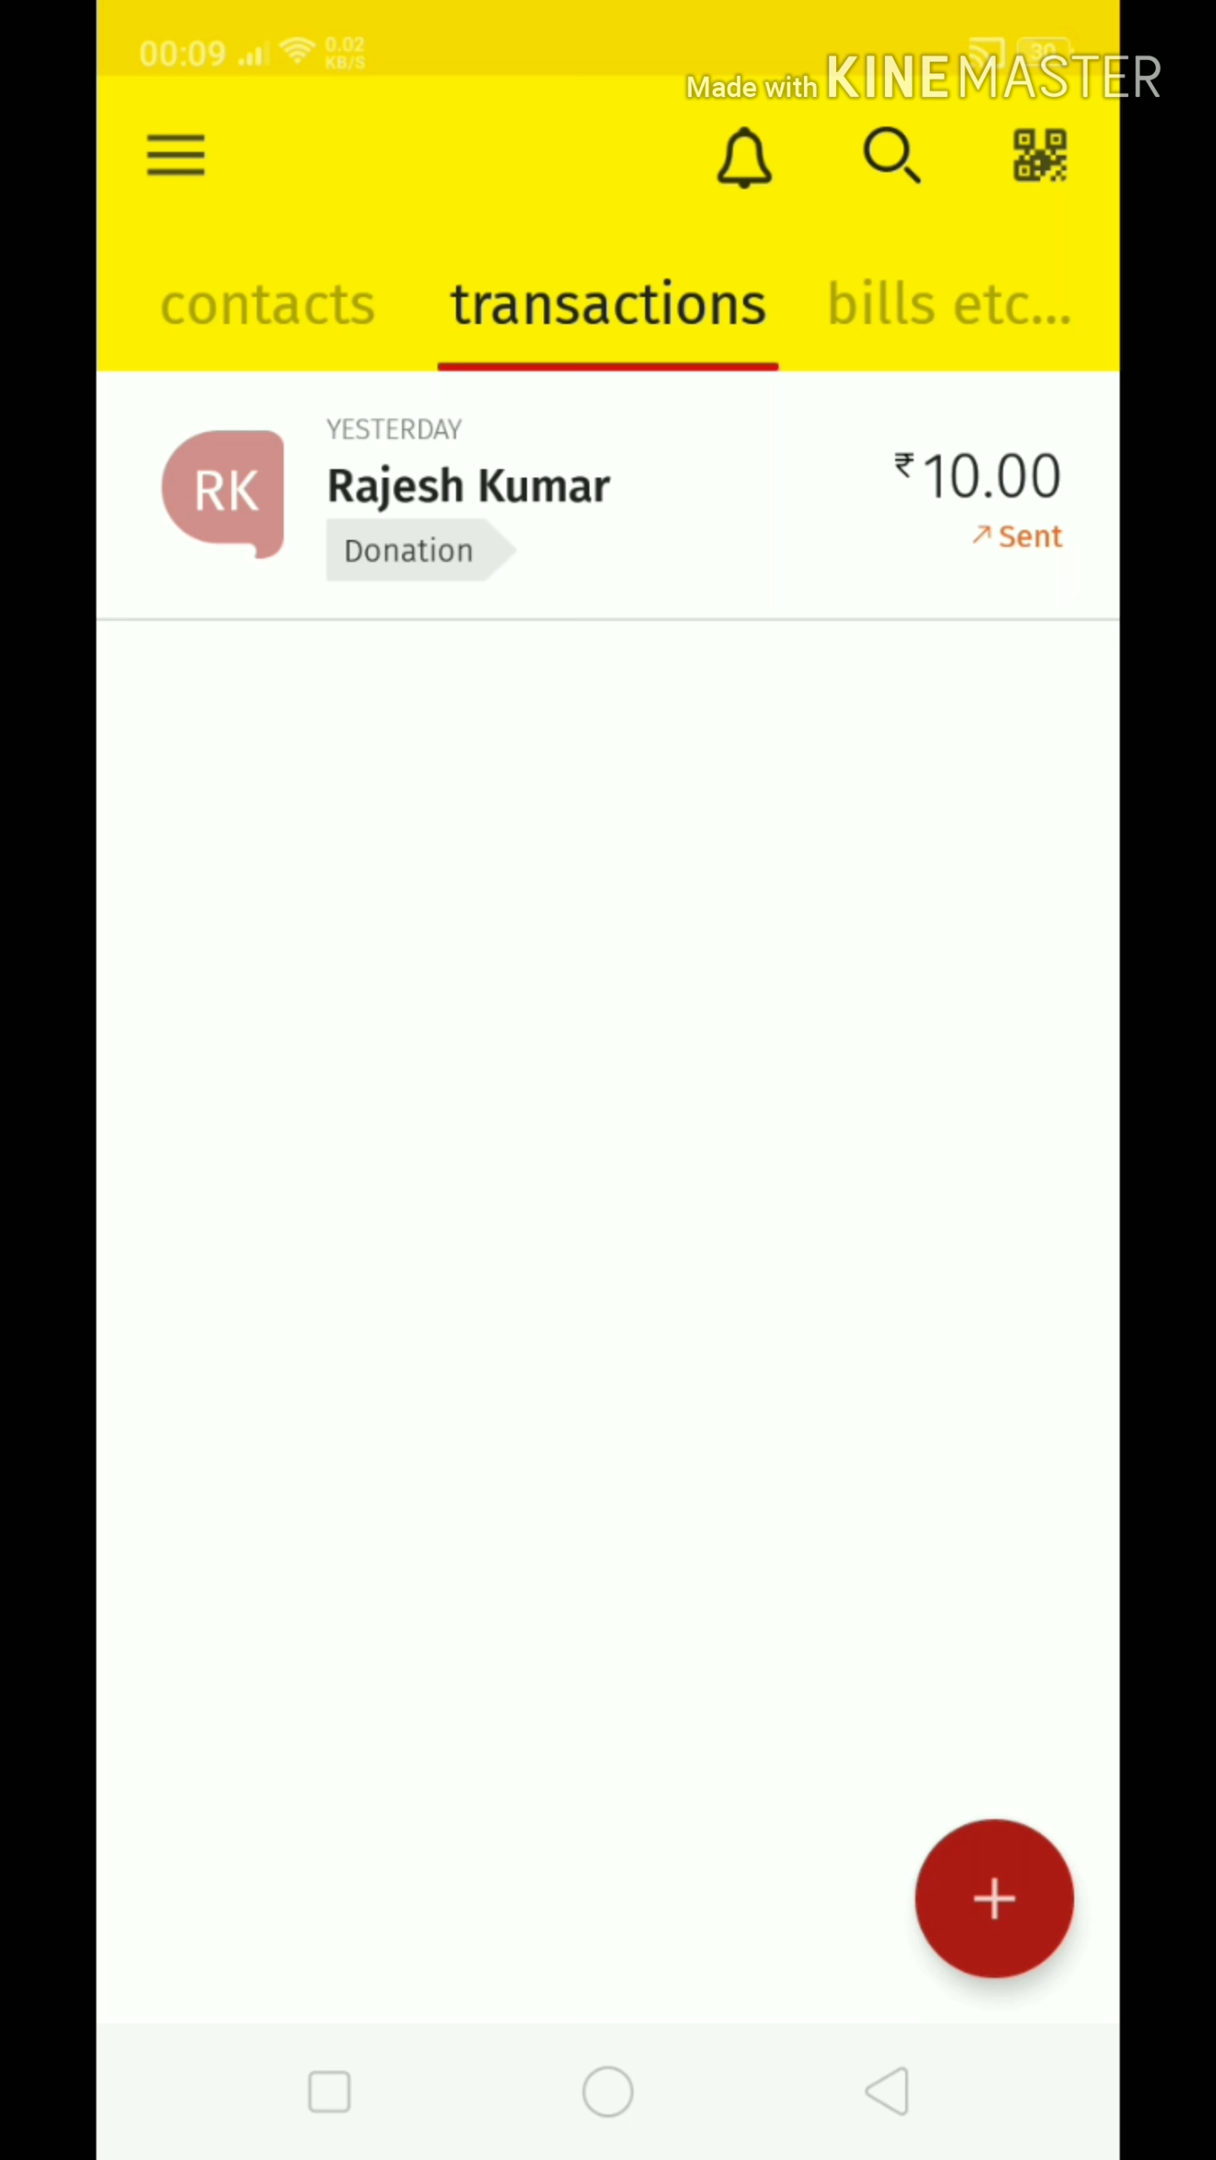 00:09 0.02 KB/S 30
Made with KINEMASTER
contacts transactions bills etc...
YESTERDAY
RK Rajesh Kumar ₹10.00
Donation Sent